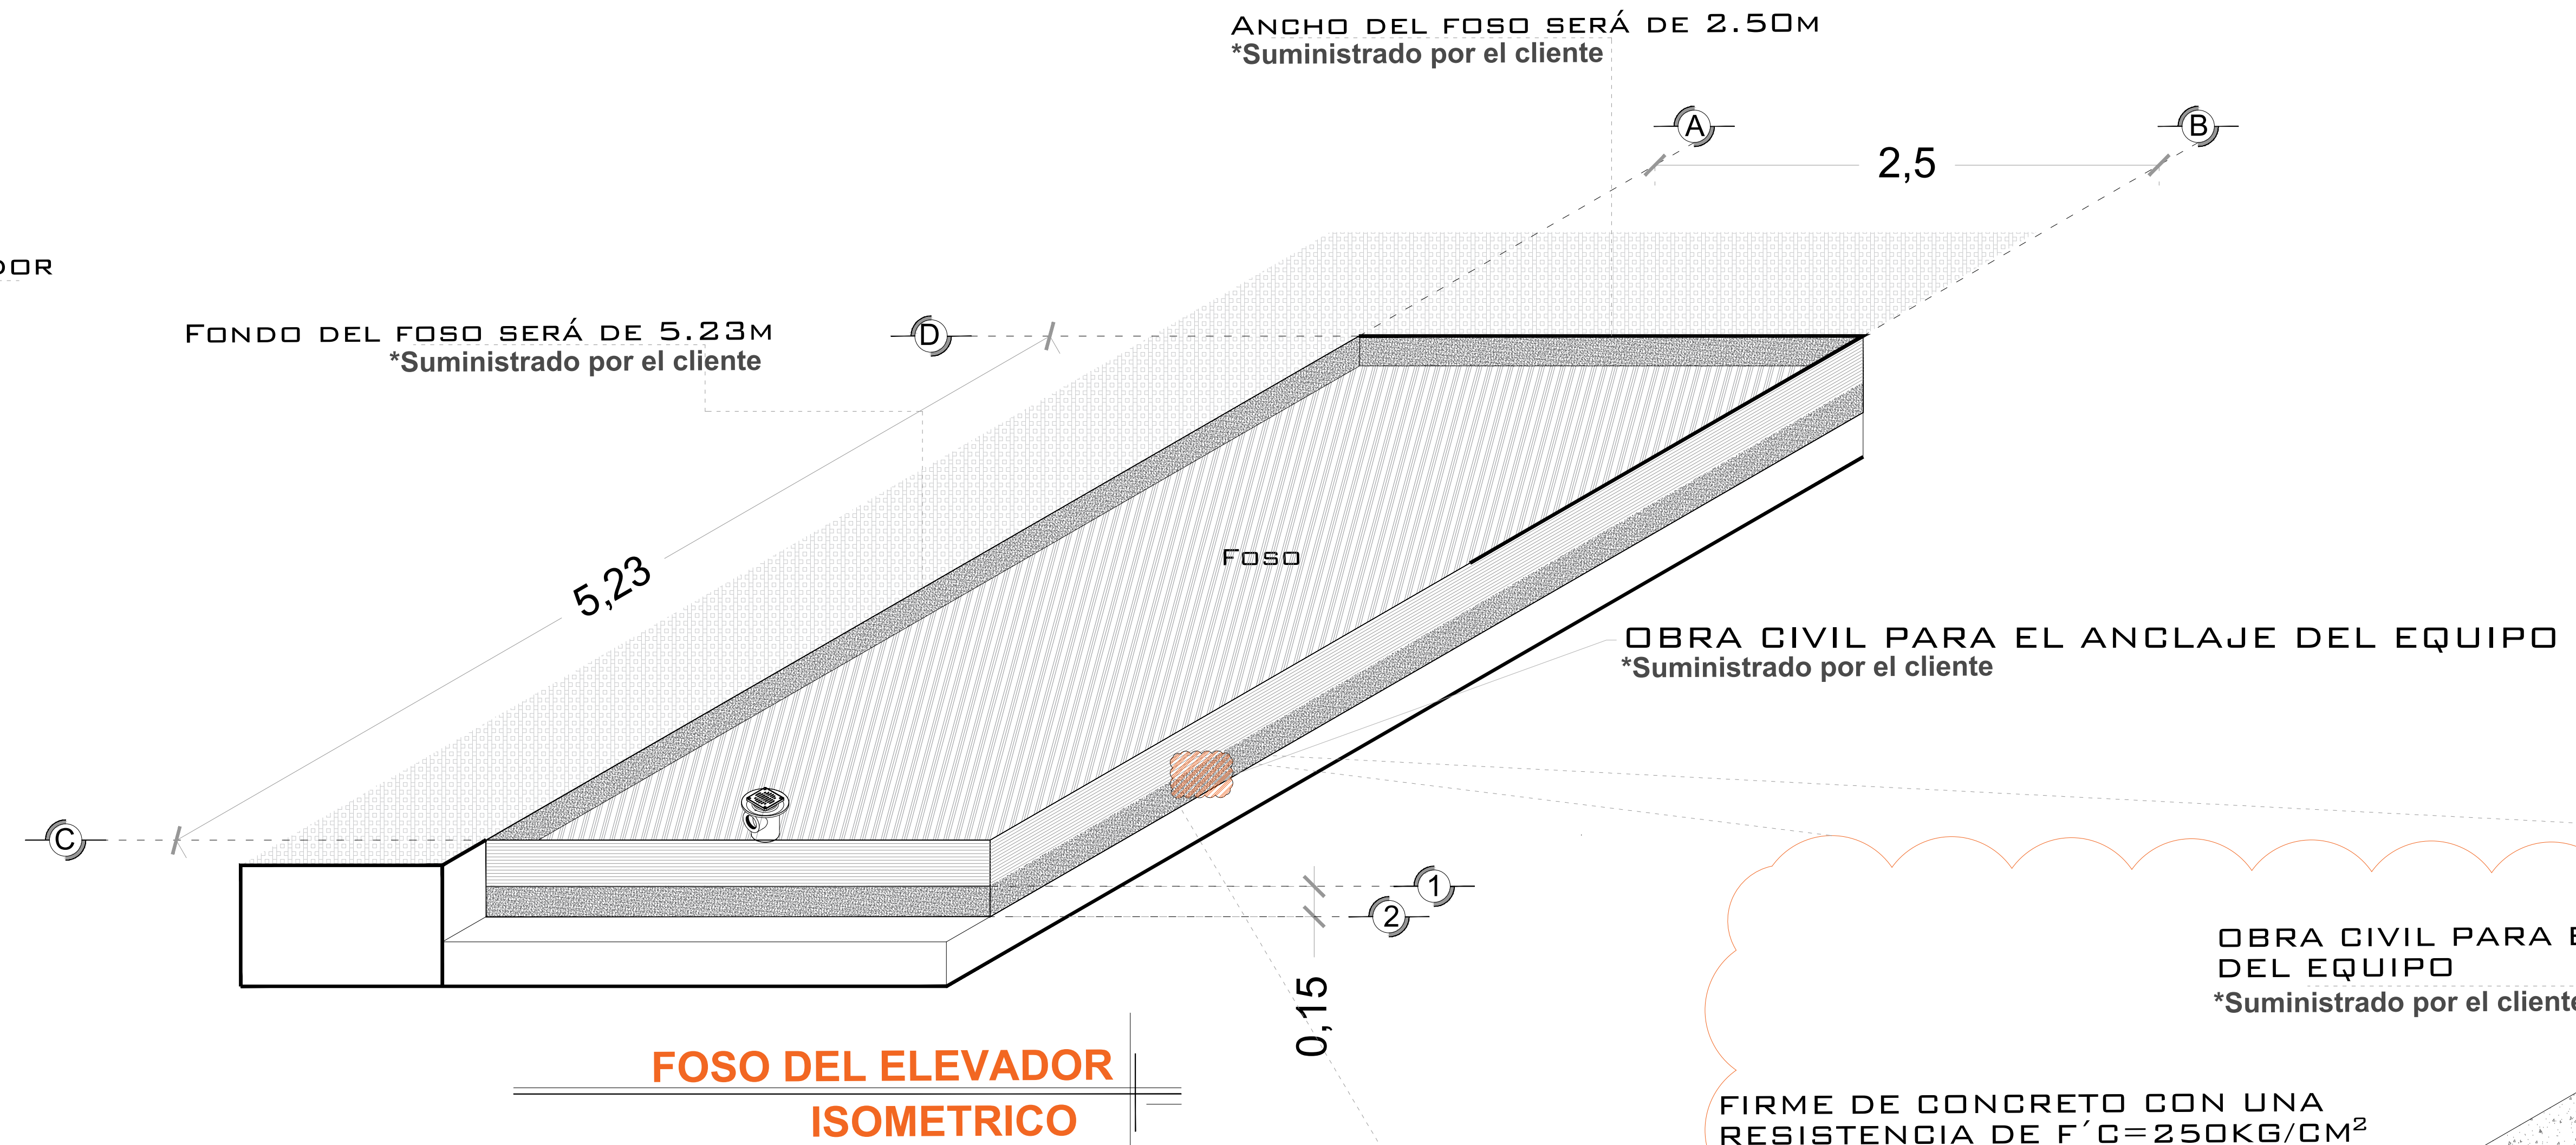 ANCHO DEL FOSO SERÁ DE 2.50M
*Suministrado por el cliente
A
B
2,5
FONDO DEL FOSO SERÁ DE 5.23M
*Suministrado por el cliente
D
5,23
FOSO
OBRA CIVIL PARA EL ANCLAJE DEL EQUIPO
*Suministrado por el cliente
C
1
2
0,15
OBRA CIVIL PARA
DEL EQUIPO
*Suministrado por el cliente
FOSO DEL ELEVADOR
ISOMETRICO
FIRME DE CONCRETO CON UNA
RESISTENCIA DE F´C=250KG/CM²